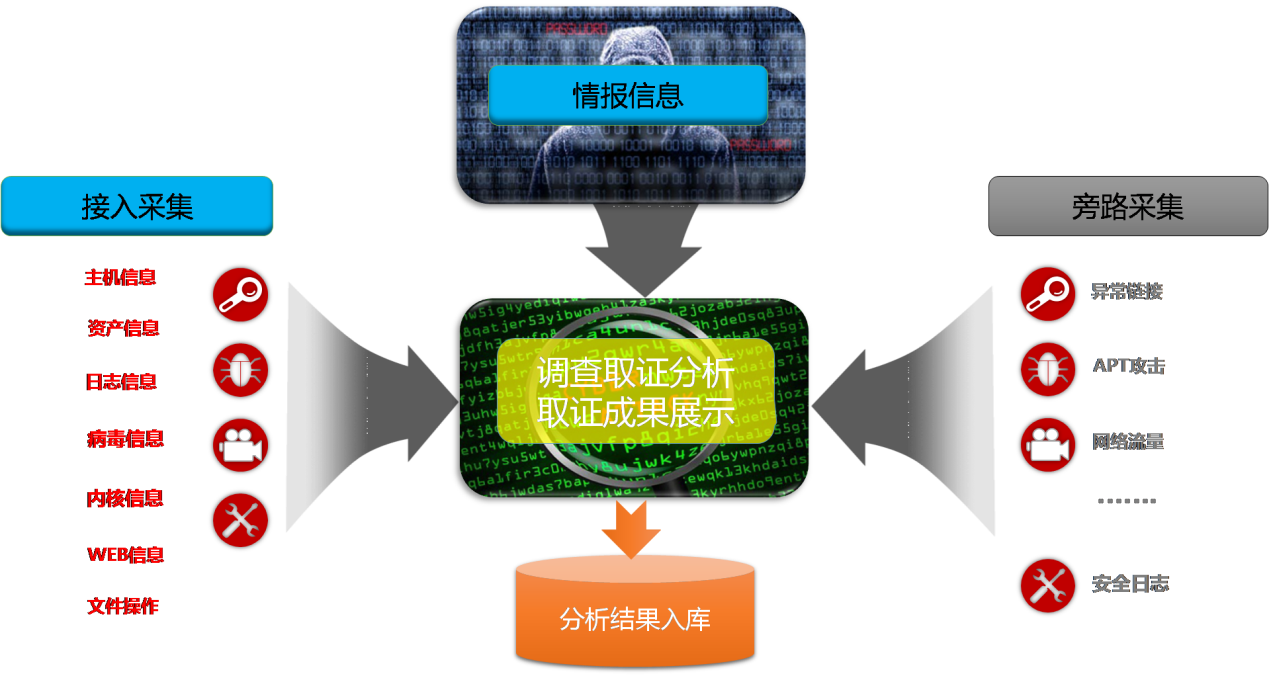 PASSWORD
情报信息
PASSWORD
接入采集
主机信息
资产信息
日志信息
病毒信息
内核信息
WEB信息
文件操作
旁路采集
异常链接
APT攻击
网络流量
.......
安全日志
调查取证分析
取证成果展示
分析结果入库